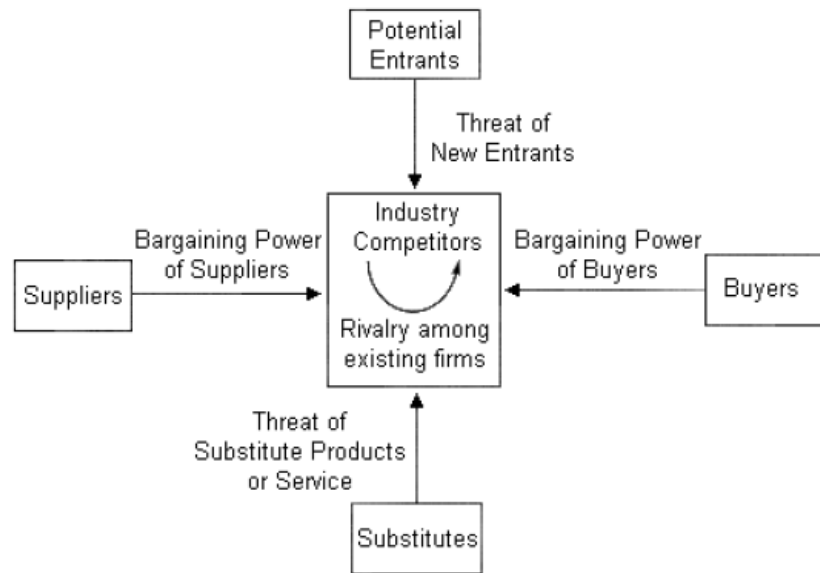 Potential
Entrants
Threat of
New Entrants
Industry
Competitors
Bargaining Power
of Suppliers
Bargaining Power
of Buyers
Suppliers
Buyers
Rivalry among
existing firms
Threat of
Substitute Products
or Service
Substitutes